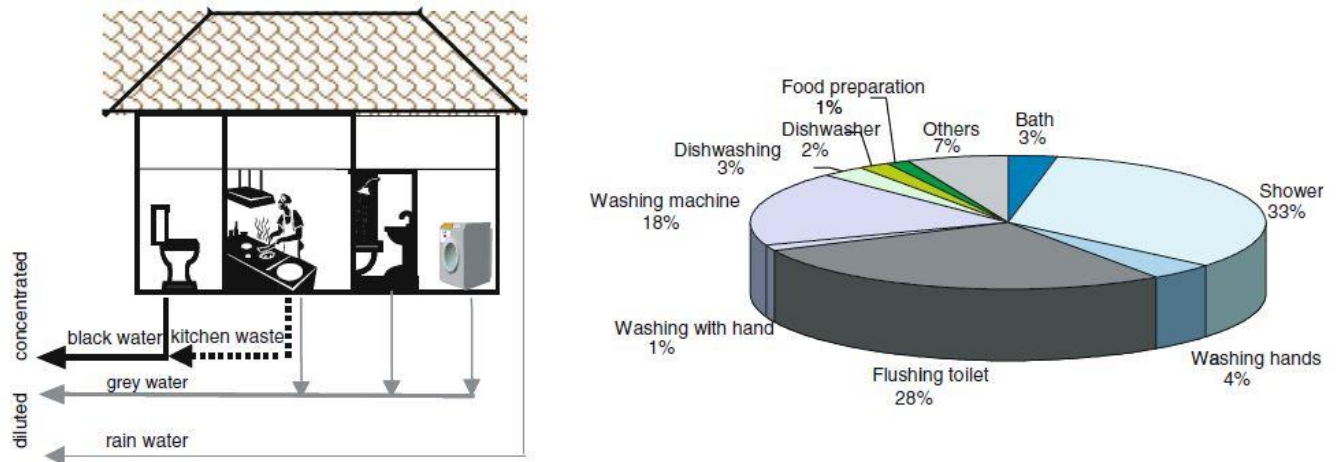 concentrated
diluted
black water
kitchen waste
grey water
rain water
Food preparation
1%
Dishwasher
2%
Others
7%
Bath
3%
Dishwashing
3%
Washing machine
18%
Shower
33%
Washing with hand
1%
Flushing toilet
28%
Washing hands
4%